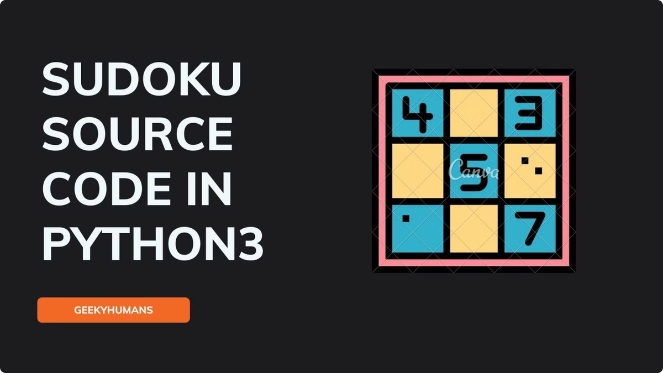 SUDOKU
SOURCE
CODE IN
PYTHON3
GEEKYHUMANS
4 3
5
Canva
7